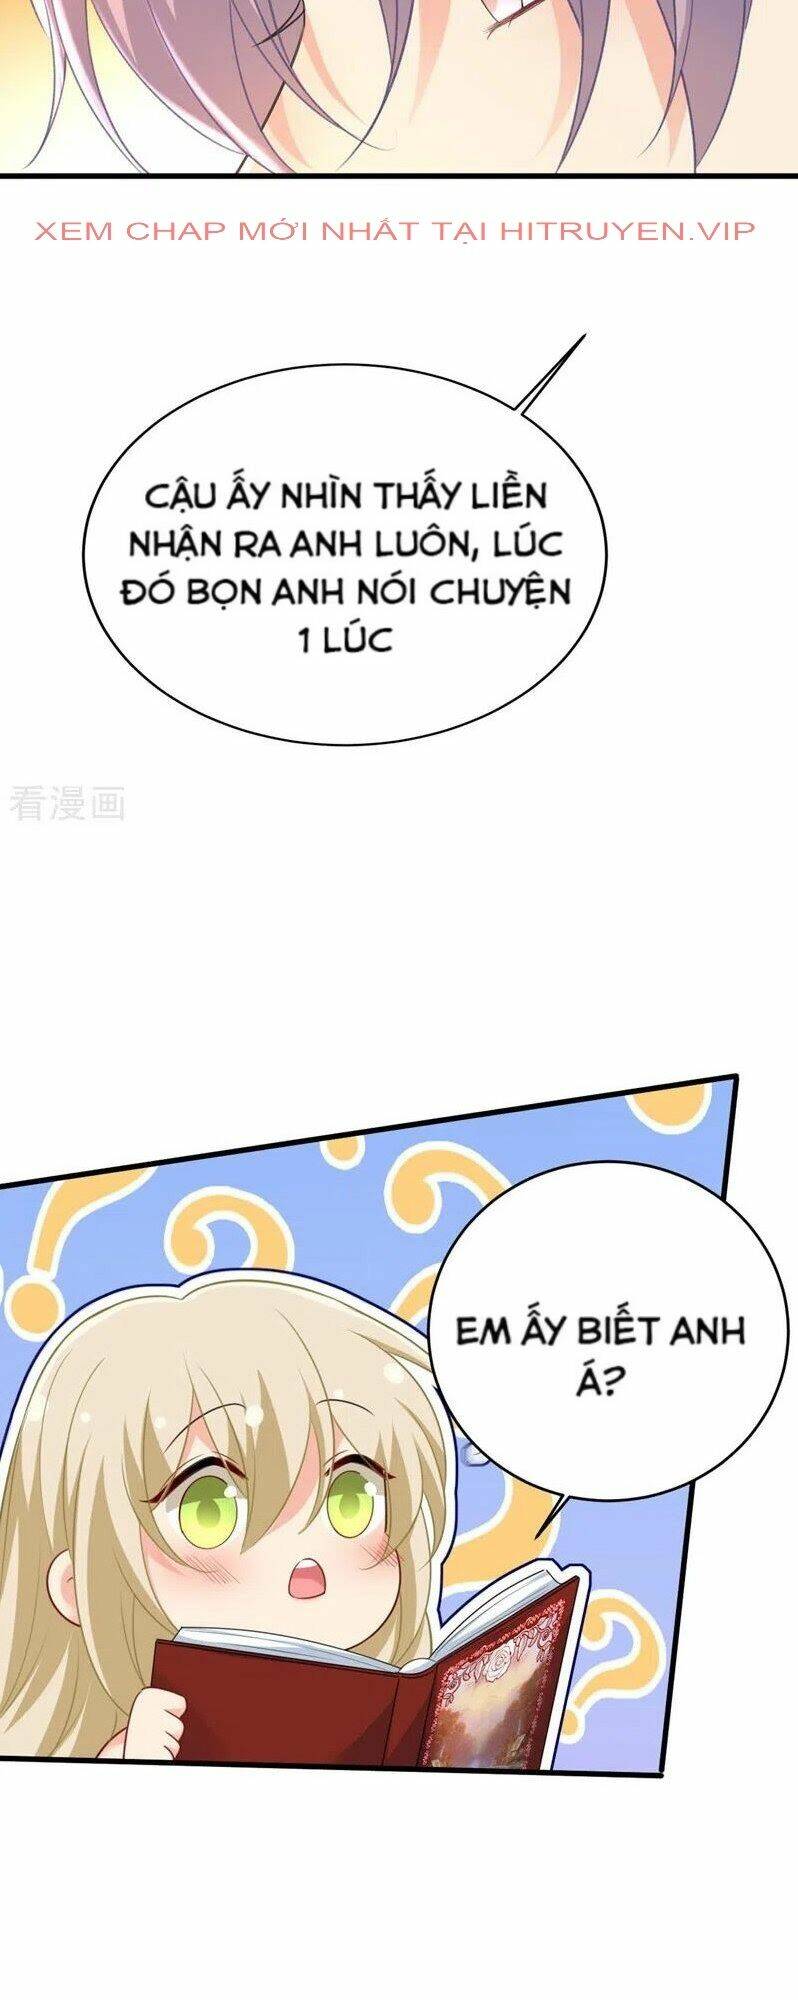 XEM CHAP MỚI NHẤT TẠI HITRUYEN.VIP
CẬU ẤY NHÌN THẤY LIỀN
NHẬN RA ANH LUÔN, LÚC
ĐÓ BỌN ANH NÓI CHUYỆN
1 LÚC
看漫画
EM ẤY BIẾT ANH
Á?